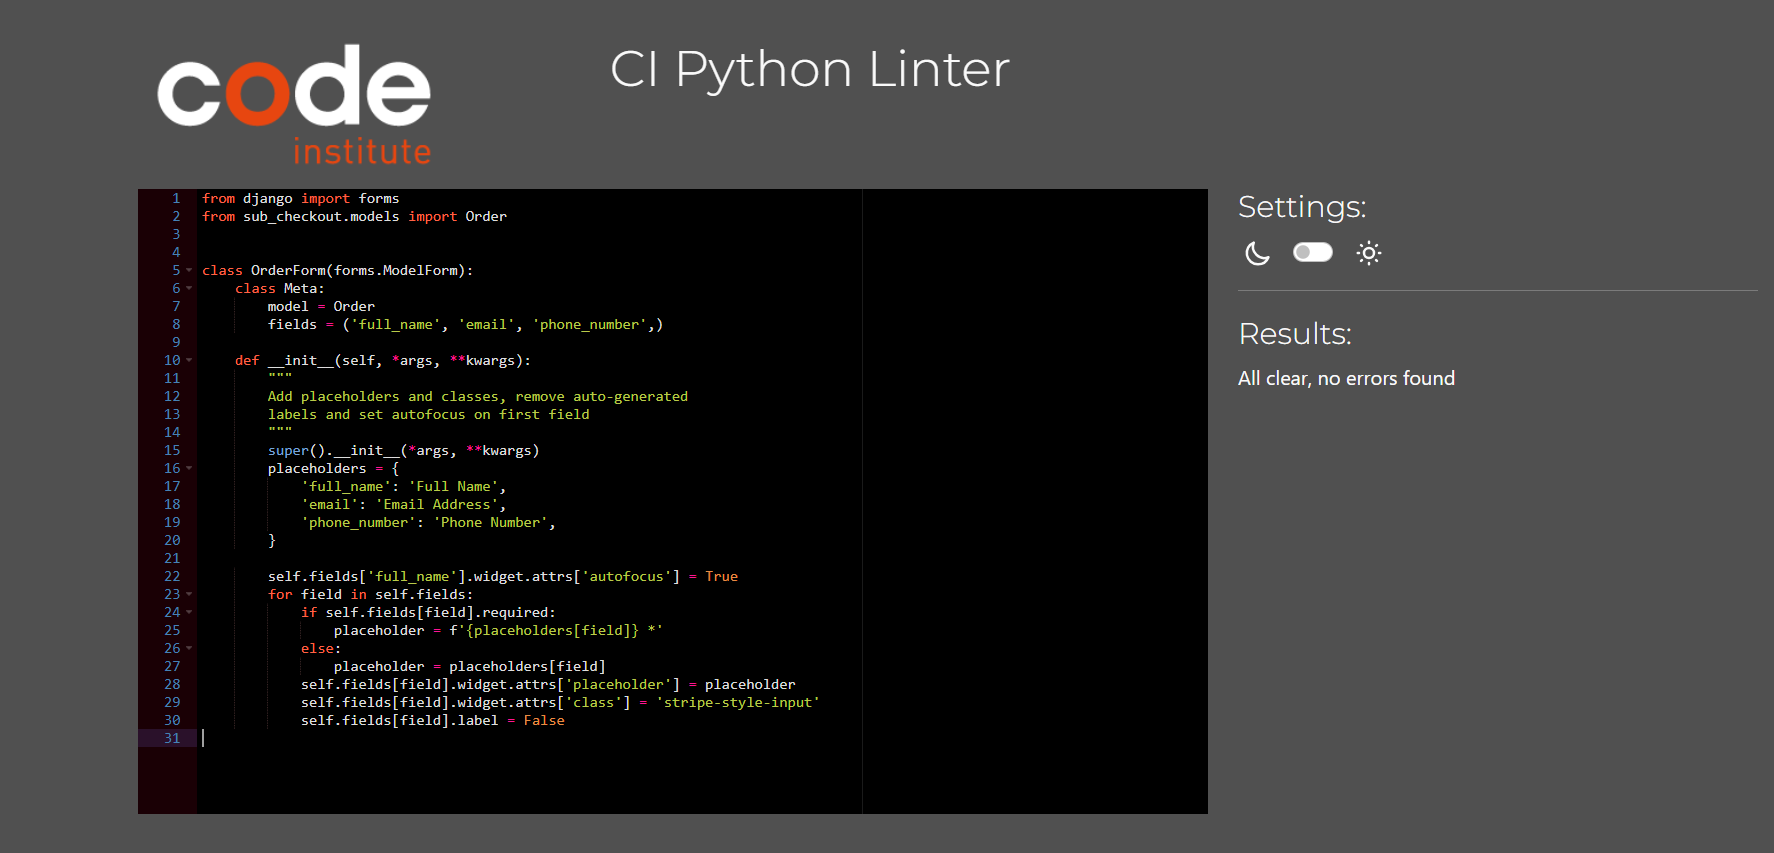 code
institute
CI Python Linter
1 from django import forms
2 from sub_checkout.models import Order
3
4
5 class OrderForm(forms.ModelForm):
6     class Meta:
7         model = Order
8         fields = ('full_name', 'email', 'phone_number',)
9
10     def __init__(self, *args, **kwargs):
11         """
12         Add placeholders and classes, remove auto-generated
13         labels and set autofocus on first field
14         """
15         super().__init__(*args, **kwargs)
16         placeholders = {
17             'full_name': 'Full Name',
18             'email': 'Email Address',
19             'phone_number': 'Phone Number',
20         }
21
22         self.fields['full_name'].widget.attrs['autofocus'] = True
23         for field in self.fields:
24             if self.fields[field].required:
25                 placeholder = f'{placeholders[field]} *'
26             else:
27                 placeholder = placeholders[field]
28             self.fields[field].widget.attrs['placeholder'] = placeholder
29             self.fields[field].widget.attrs['class'] = 'stripe-style-input'
30             self.fields[field].label = False
31
Settings:
Results:
All clear, no errors found